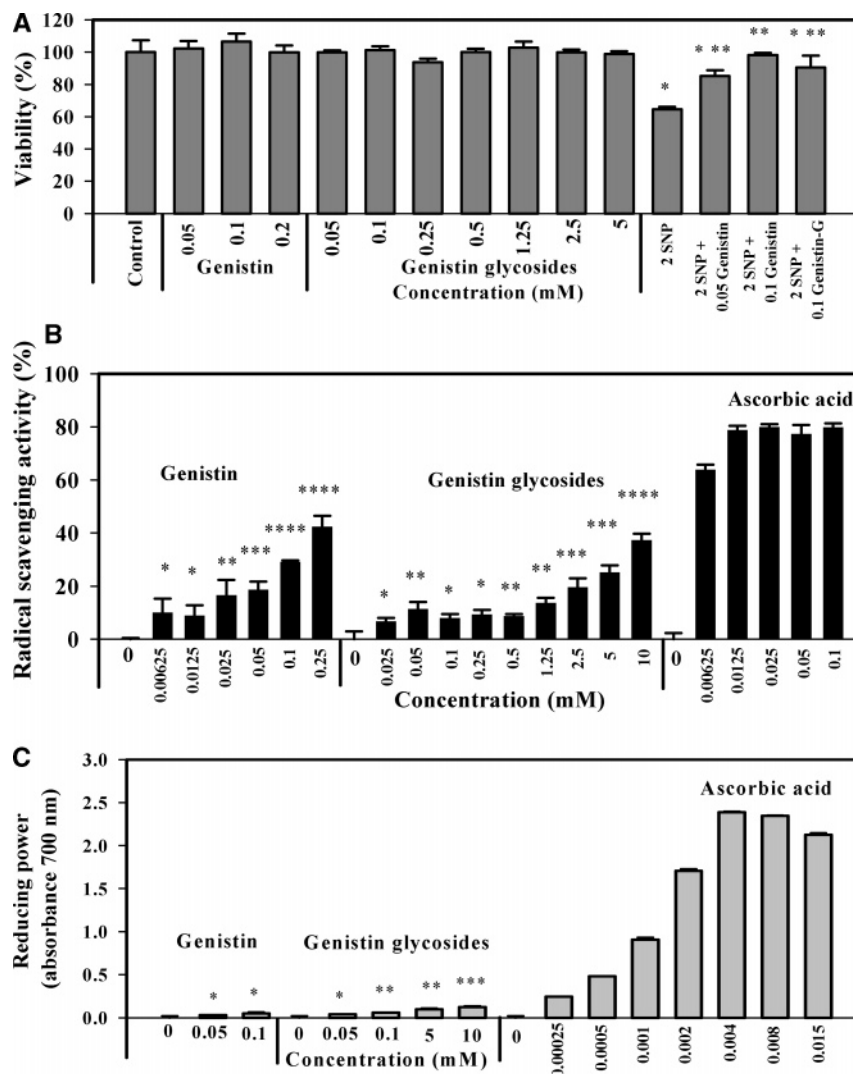 A
Viability (%)
120
100
80
60
40
20
0
* * ** ** * **
Control
0.05 0.1 0.2
Genistin
0.05 0.1 0.25 0.5 1.25 2.5 5
Genistin glycosides
2 SNP
2 SNP +
0.05 Genistin
2 SNP +
0.1 Genistin
2 SNP +
0.1 Genistin-G
Concentration (mM)
B
Radical scavenging activity (%)
100
80
60
40
20
0
Genistin
* * ** *** **** ****
Genistin glycosides
* ** * * ** ** *** *** ****
Ascorbic acid
0 0.00625 0.0125 0.025 0.05 0.1 0.25
0 0.025 0.05 0.1 0.25 0.5 1.25 2.5 5 10
0 0.00625 0.0125 0.025 0.05 0.1
Concentration (mM)
C
Reducing power
(absorbance 700 nm)
3.0
2.5
2.0
1.5
1.0
0.5
0.0
Genistin
* *
Genistin glycosides
* ** ** ***
Ascorbic acid
0 0.05 0.1
0 0.05 0.1 5 10
0 0.00025 0.0005 0.001 0.002 0.004 0.008 0.015
Concentration (mM)